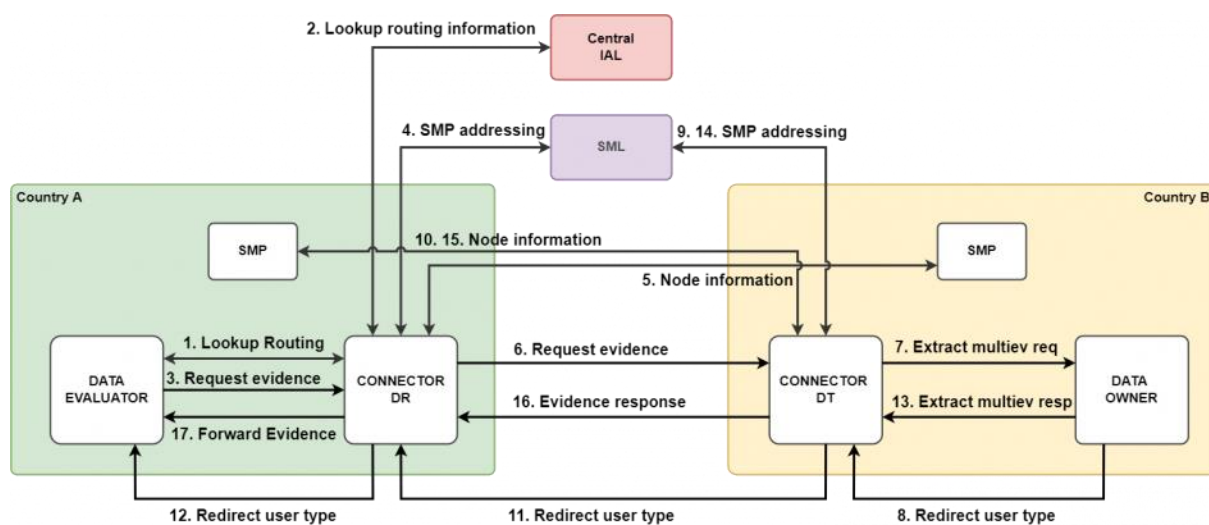 2. Lookup routing information
Central
IAL
4. SMP addressing
SML
9. 14. SMP addressing
Country A
Country B
SMP
10. 15. Node information
SMP
5. Node information
1. Lookup Routing
6. Request evidence
7. Extract multiev req
DATA
EVALUATOR
3. Request evidence
CONNECTOR
DR
CONNECTOR
DT
DATA
OWNER
16. Evidence response
13. Extract multiev resp
17. Forward Evidence
12. Redirect user type
11. Redirect user type
8. Redirect user type